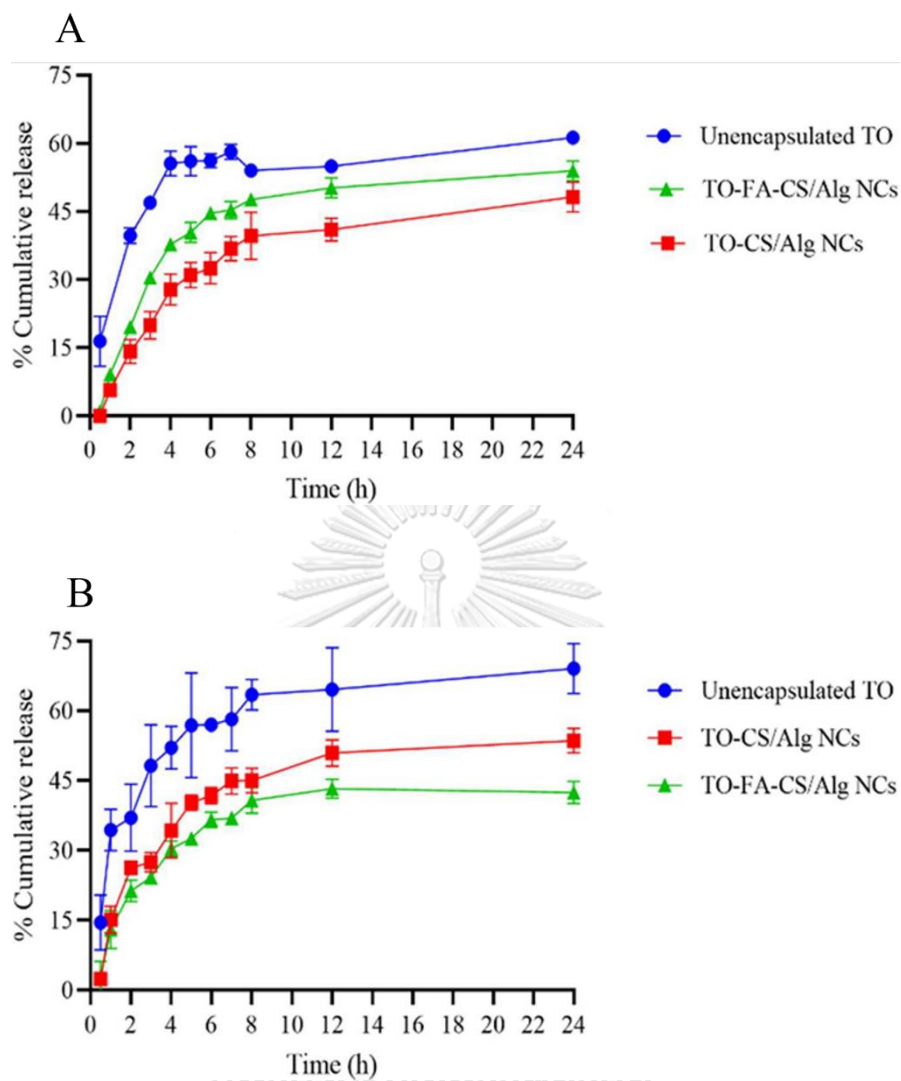 A
75
60
45
30
15
0
% Cumulative release
0 2 4 6 8 10 12 14 16 18 20 22 24
Time (h)
Unencapsulated TO
TO-FA-CS/Alg NCs
TO-CS/Alg NCs
B
75
60
45
30
15
0
% Cumulative release
0 2 4 6 8 10 12 14 16 18 20 22 24
Time (h)
Unencapsulated TO
TO-CS/Alg NCs
TO-FA-CS/Alg NCs